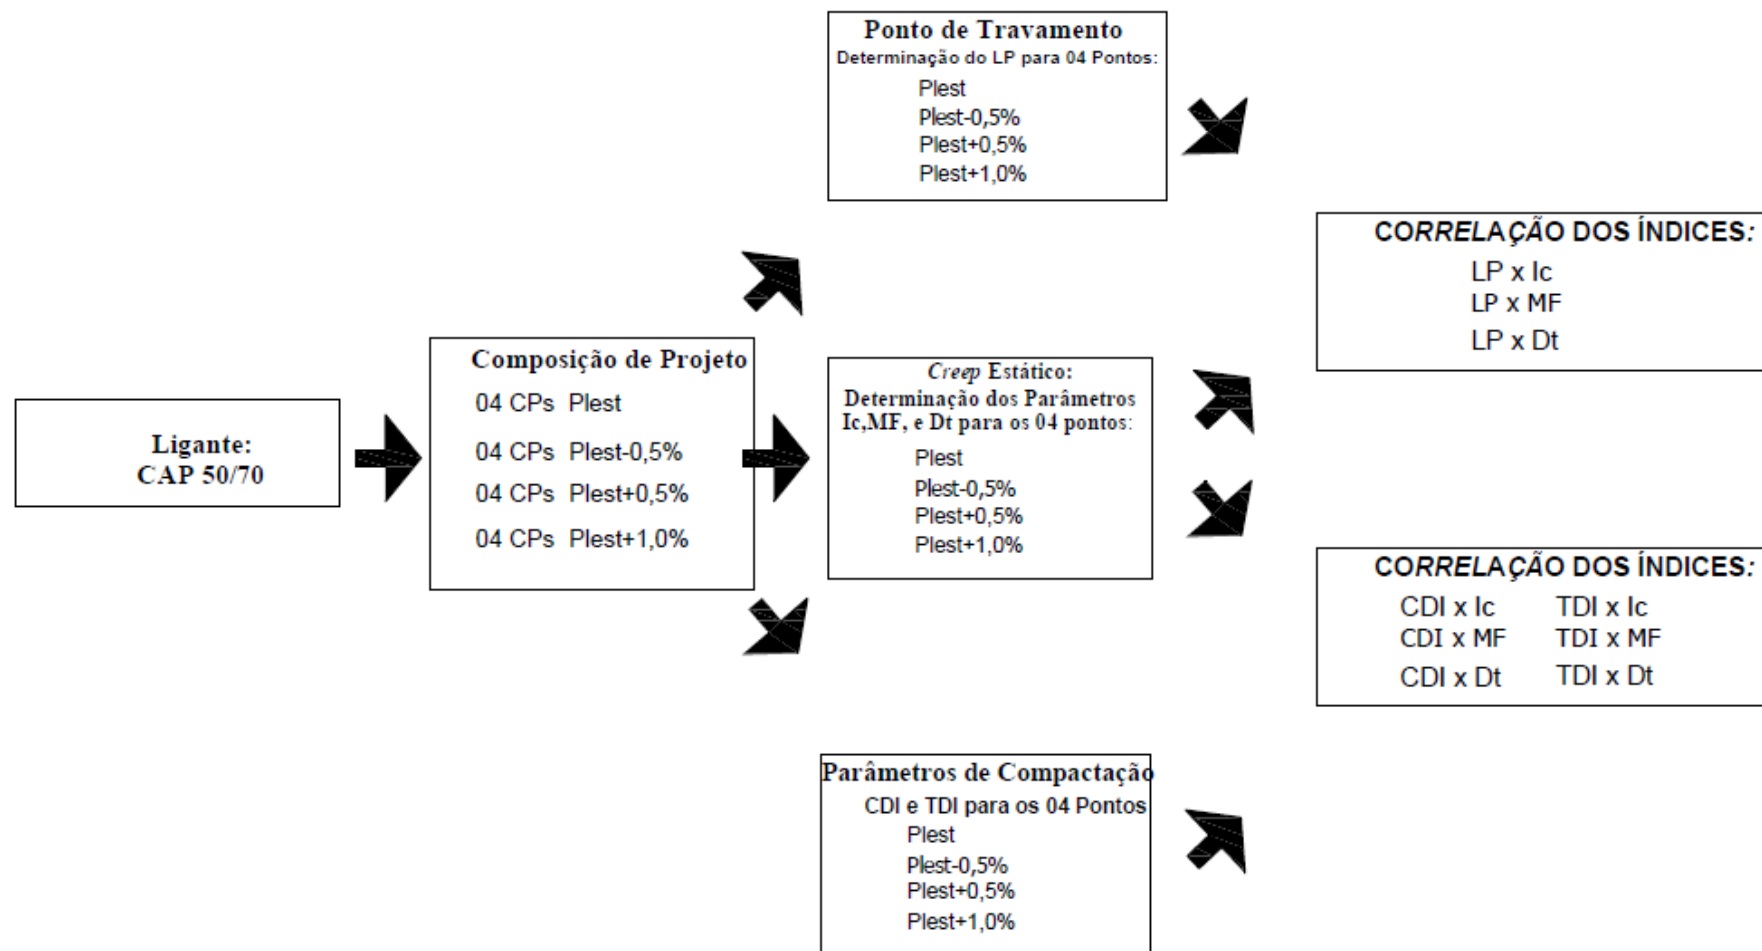 Ligante:
CAP 50/70
Composição de Projeto
04 CPs Plest
04 CPs Plest-0,5%
04 CPs Plest+0,5%
04 CPs Plest+1,0%
Ponto de Travamento
Determinação do LP para 04 Pontos:
Plest
Plest-0,5%
Plest+0,5%
Plest+1,0%
Creep Estático:
Determinação dos Parâmetros
Ic,MF, e Dt para os 04 pontos:
Plest
Plest-0,5%
Plest+0,5%
Plest+1,0%
Parâmetros de Compactação
CDI e TDI para os 04 Pontos
Plest
Plest-0,5%
Plest+0,5%
Plest+1,0%
CORRELAÇÃO DOS ÍNDICES:
LP x Ic
LP x MF
LP x Dt
CORRELAÇÃO DOS ÍNDICES:
CDI x Ic TDI x Ic
CDI x MF TDI x MF
CDI x Dt TDI x Dt